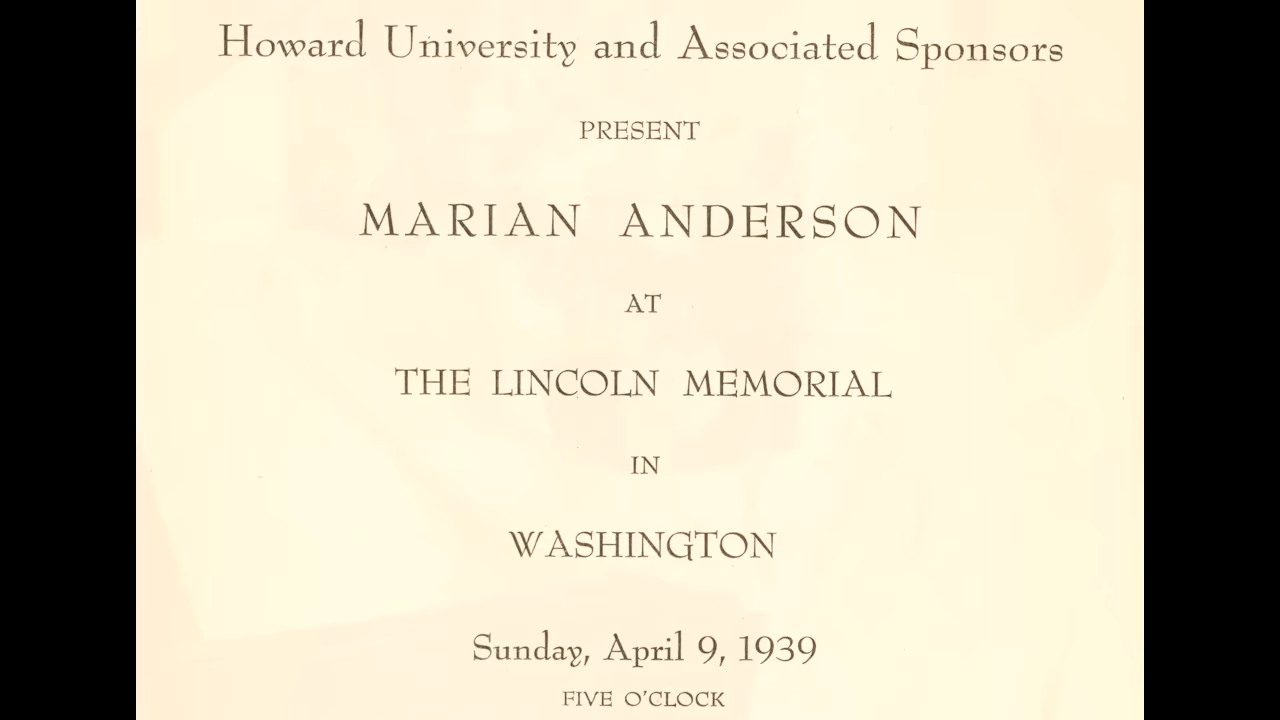 Howard University and Associated Sponsors
PRESENT
MARIAN ANDERSON
AT
THE LINCOLN MEMORIAL
IN
WASHINGTON
Sunday, April 9, 1939
FIVE O'CLOCK